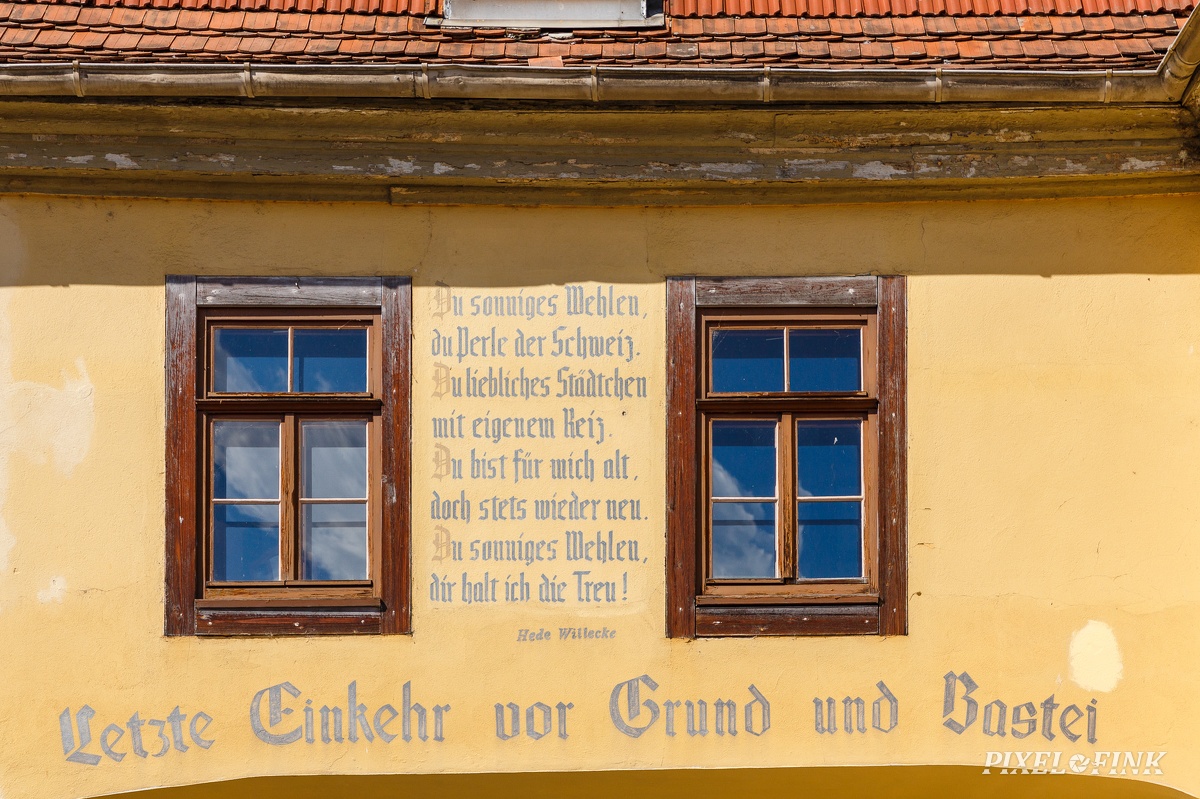 Du sonniges Wehlen,
du Perle der Schweiz.
Du liebliches Städtchen
mit eigenem Reiz.
Du bist für mich alt,
doch stets wieder neu.
Du sonniges Wehlen,
dir halt ich die Treu!
Hede Willecke
Letzte Einkehr vor Grund und Bastei
PIXELFINK